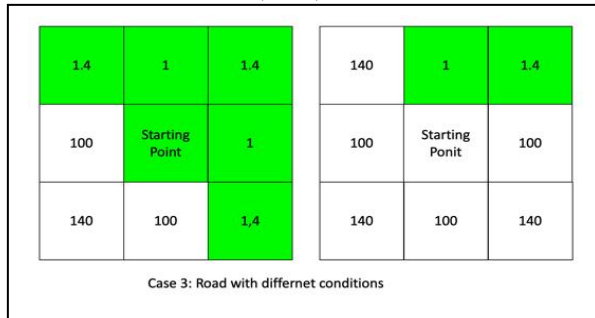 1.4 1 1.4 140 1 1.4
100 Starting Point 1 100 Starting Ponit 100
140 100 1,4 140 100 140
Case 3: Road with differnet conditions